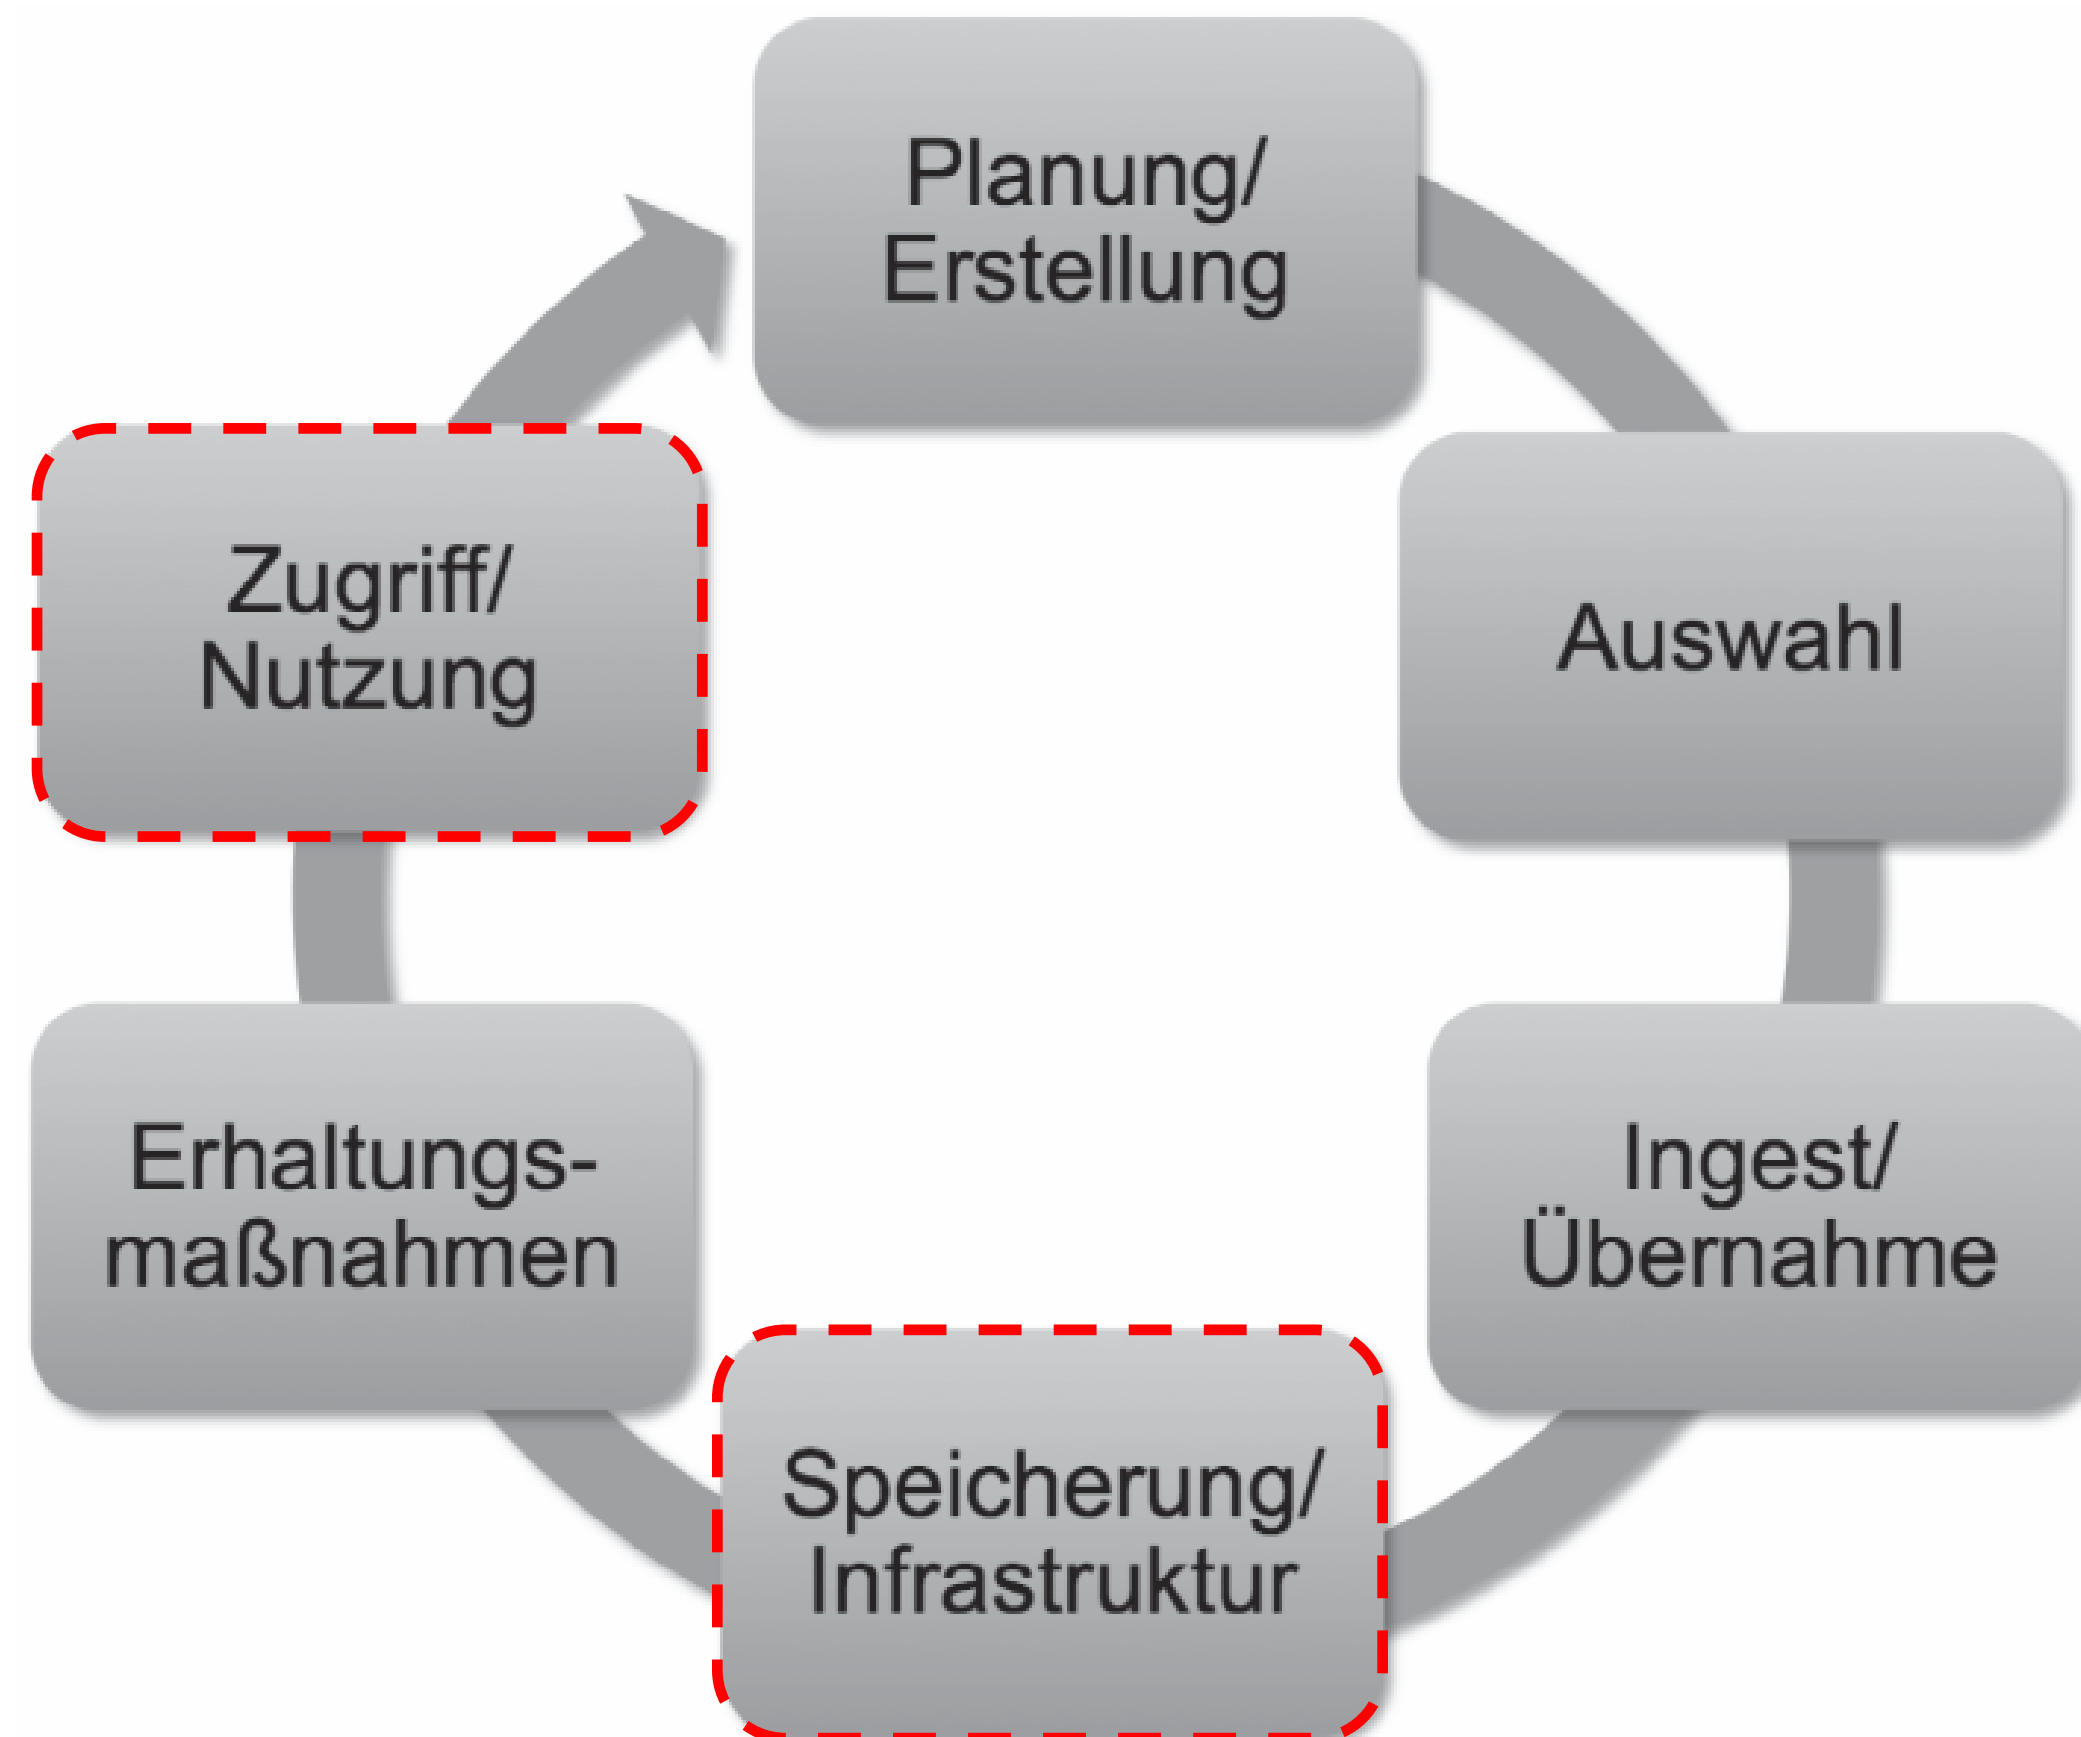 Planung/
Erstellung
Auswahl
Ingest/
Übernahme
Speicherung/
Infrastruktur
Erhaltungs-
maßnahmen
Zugriff/
Nutzung